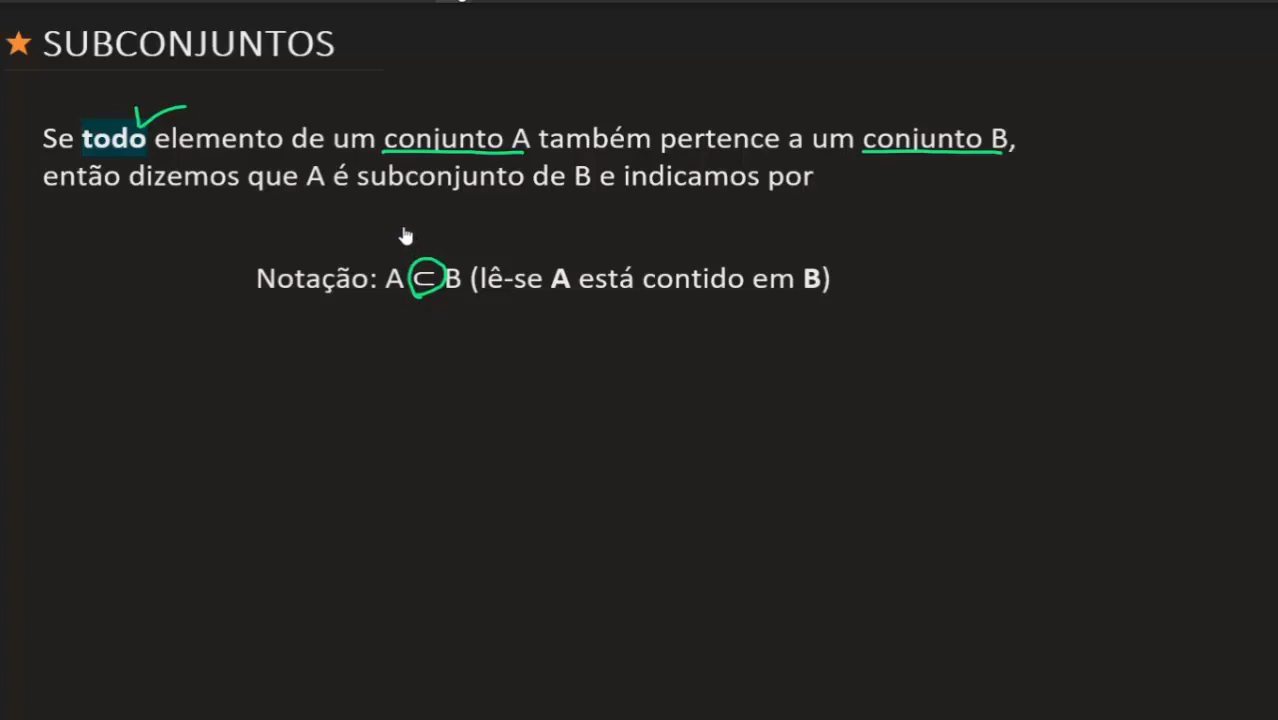 SUBCONJUNTOS
Se todo elemento de um conjunto A também pertence a um conjunto B,
então dizemos que A é subconjunto de B e indicamos por
Notação: A ⊂ B (lê-se A está contido em B)